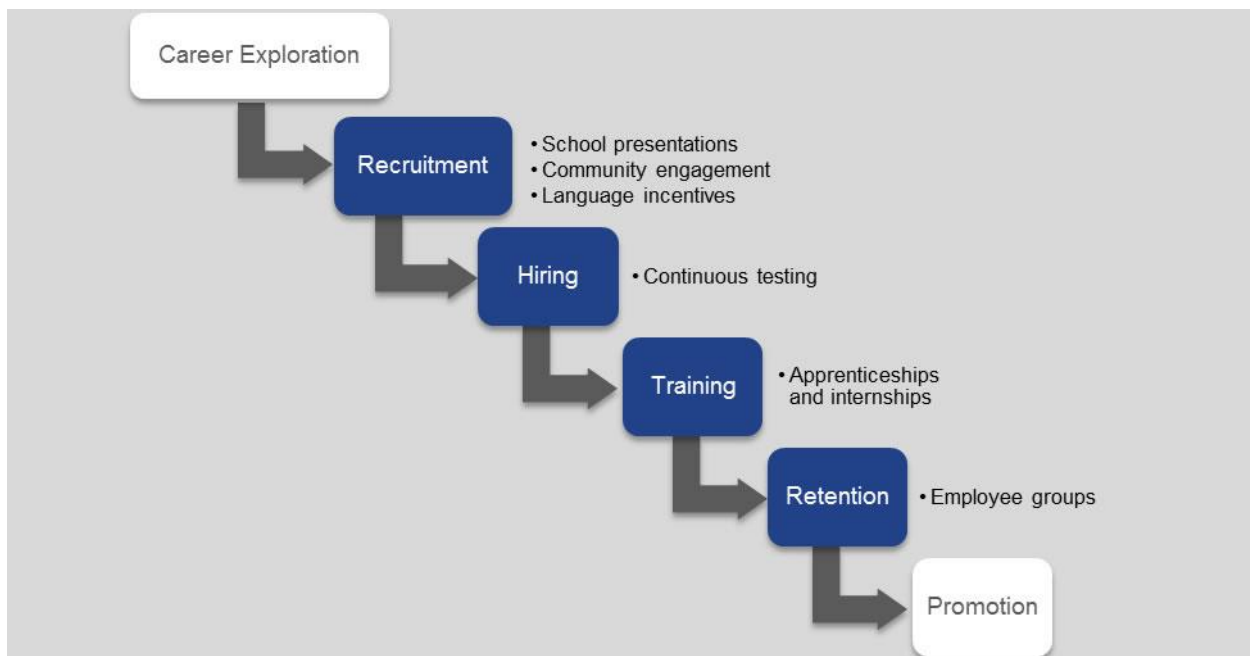 Career Exploration
Recruitment
• School presentations
• Community engagement
• Language incentives
Hiring
• Continuous testing
Training
• Apprenticeships
and internships
Retention
• Employee groups
Promotion